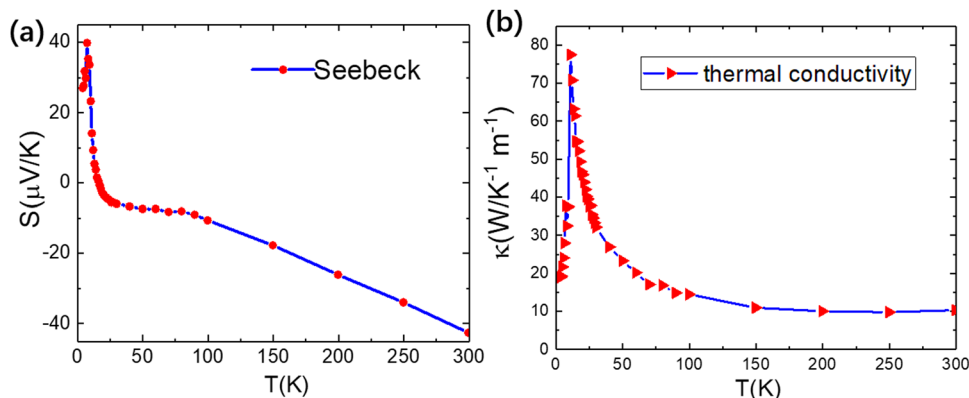 (a)
Seebeck
S(μV/K)
40
20
0
-20
-40
0 50 100 150 200 250 300
T(K)
(b)
thermal conductivity
κ(W/K⁻¹ m⁻¹)
80
70
60
50
40
30
20
10
0
0 50 100 150 200 250 300
T(K)